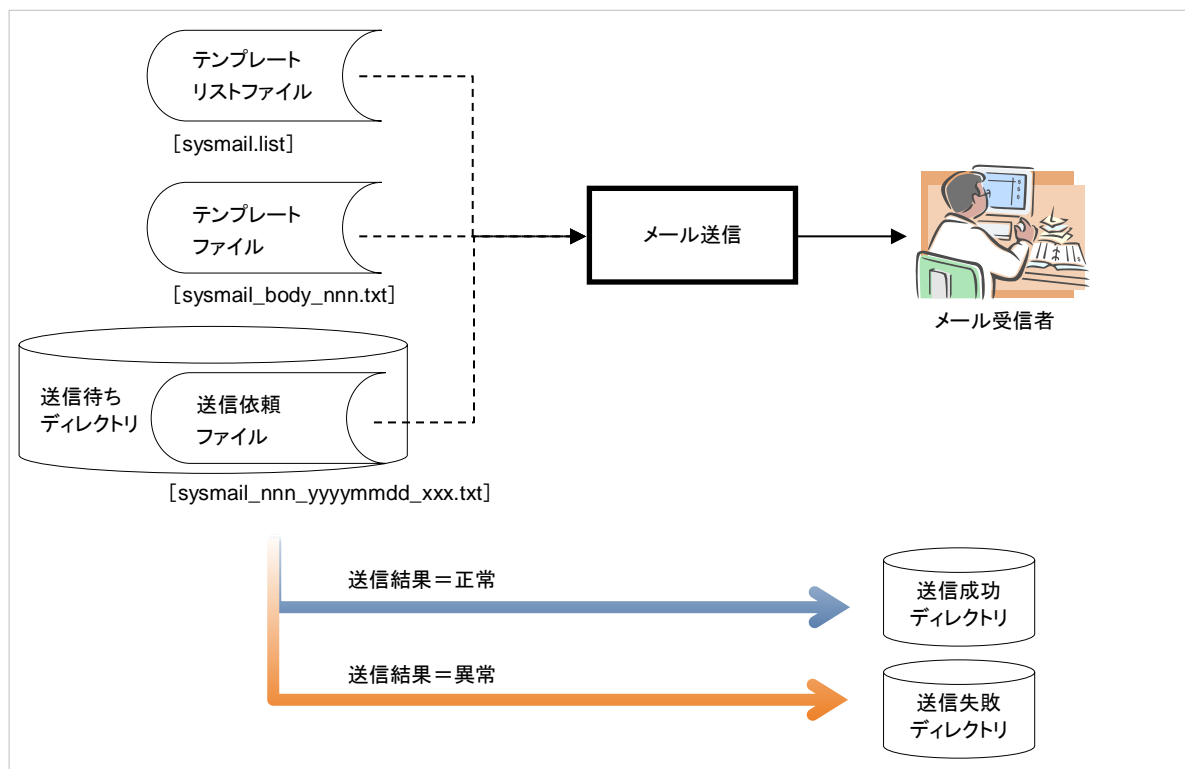 テンプレート
リストファイル
［sysmail.list］
テンプレート
ファイル
［sysmail_body_nnn.txt］
メール送信
メール受信者
送信待ち
ディレクトリ
送信依頼
ファイル
［sysmail_nnn_yyyymmdd_xxx.txt］
送信結果＝正常
送信成功
ディレクトリ
送信結果＝異常
送信失敗
ディレクトリ